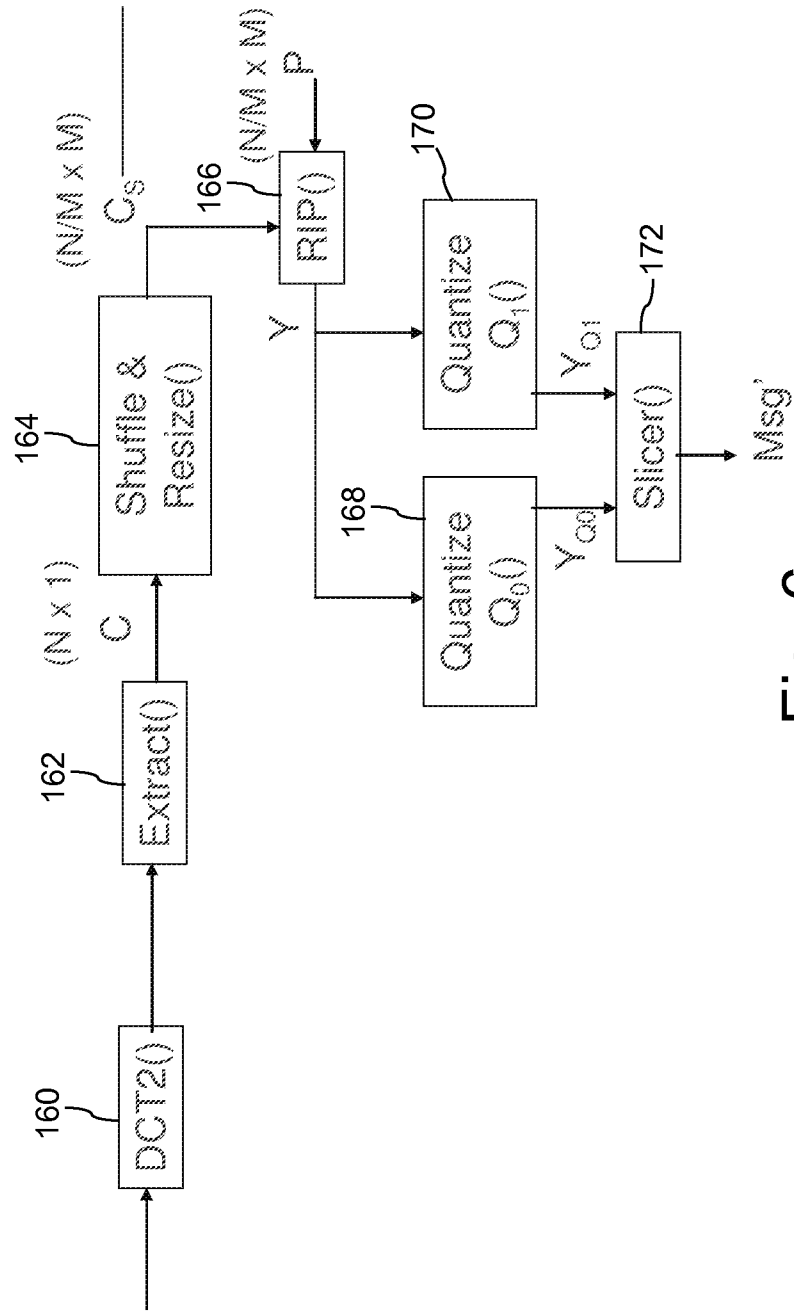 160
DCT2()
162
Extract()
(N x 1)
C
164
Shuffle &
Resize()
(N/M x M)
C_S
166
RIP()
(N/M x M)
P
Y
168
Quantize
Q_0()
170
Quantize
Q_1()
Y_Q0
Y_Q1
172
Slicer()
Msg'